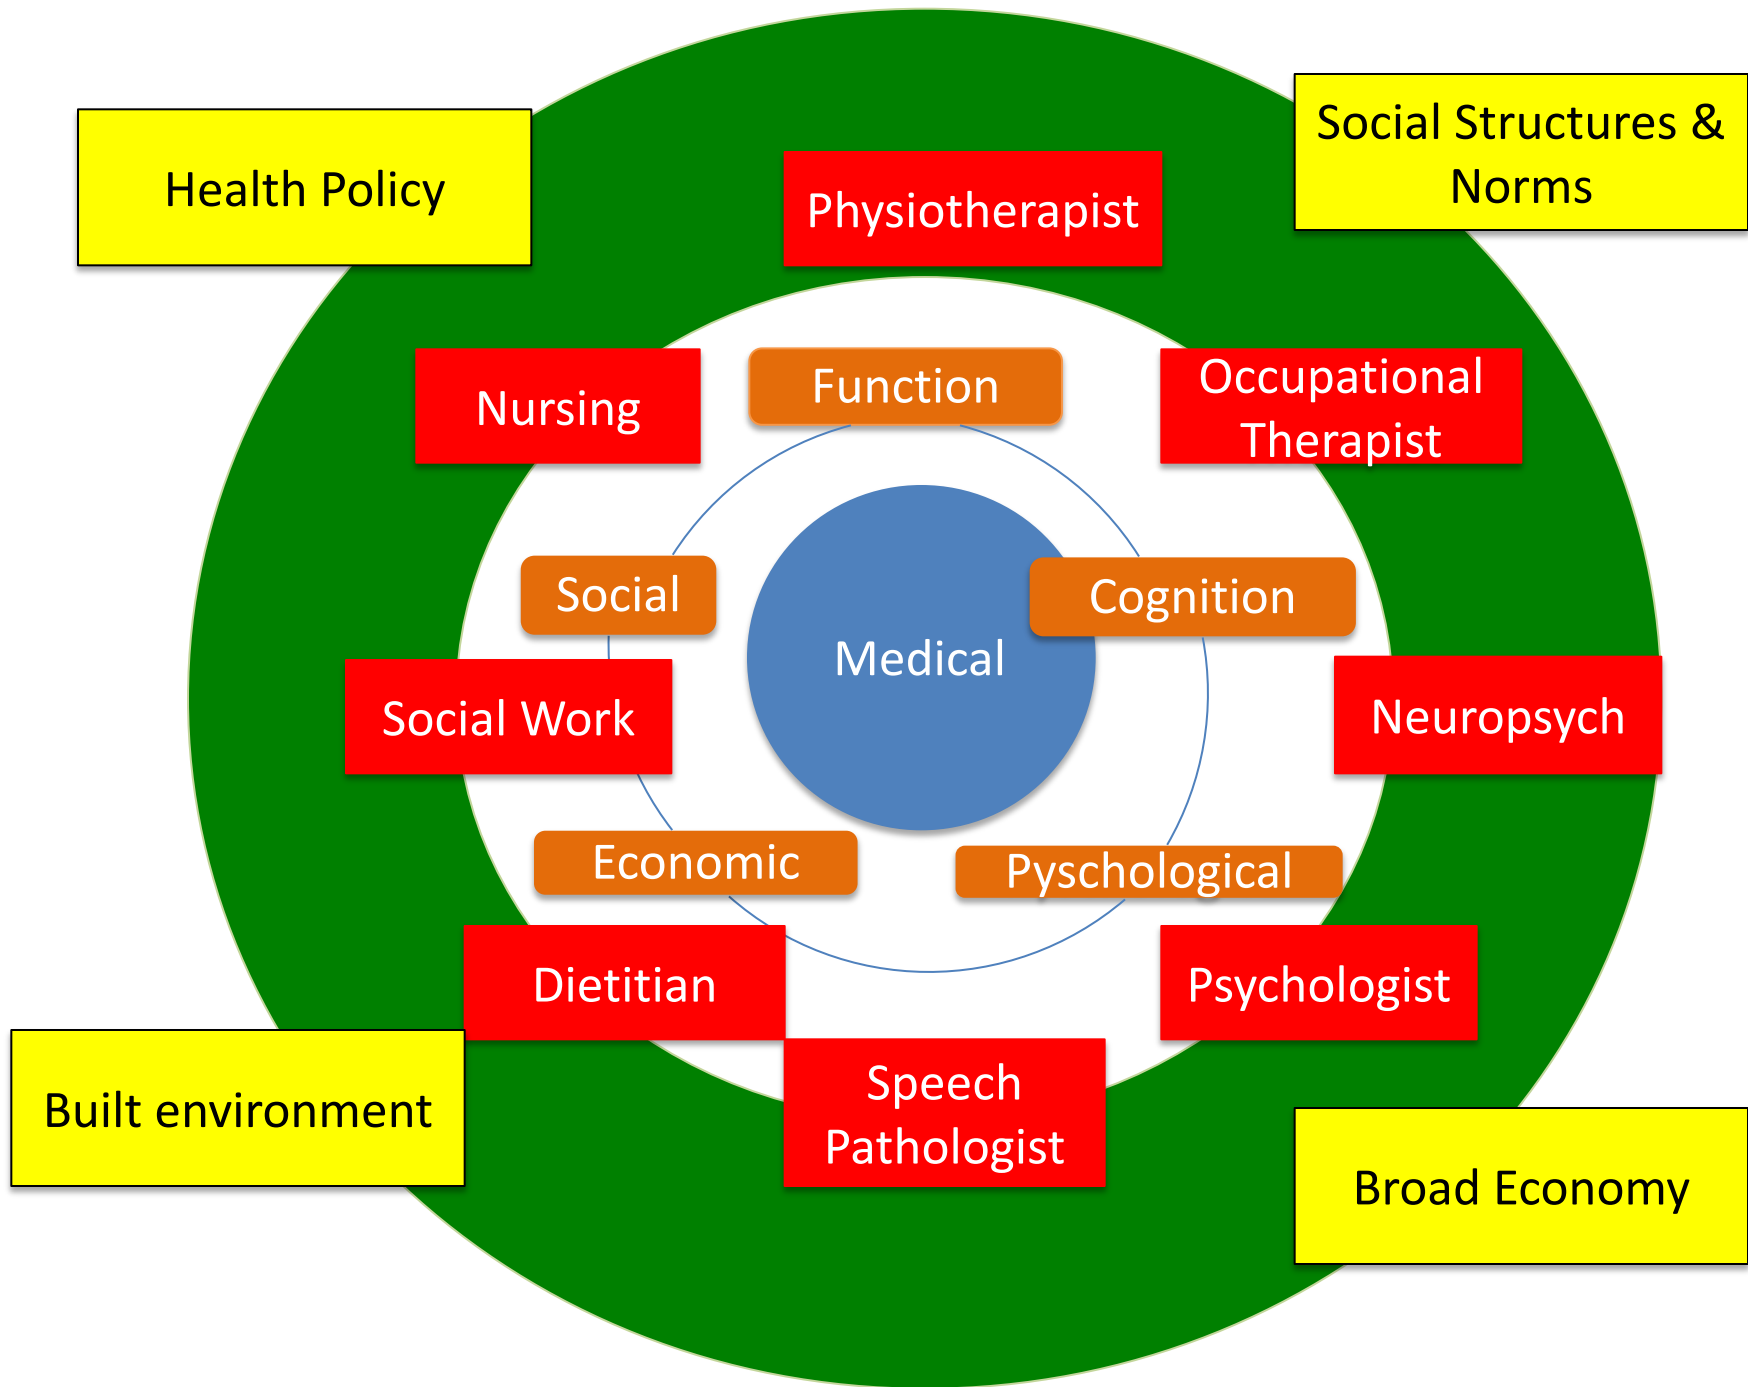 Health Policy
Social Structures &
Norms
Physiotherapist
Nursing
Function
Occupational
Therapist
Social
Cognition
Medical
Social Work
Neuropsych
Economic
Pyschological
Dietitian
Psychologist
Speech
Pathologist
Built environment
Broad Economy